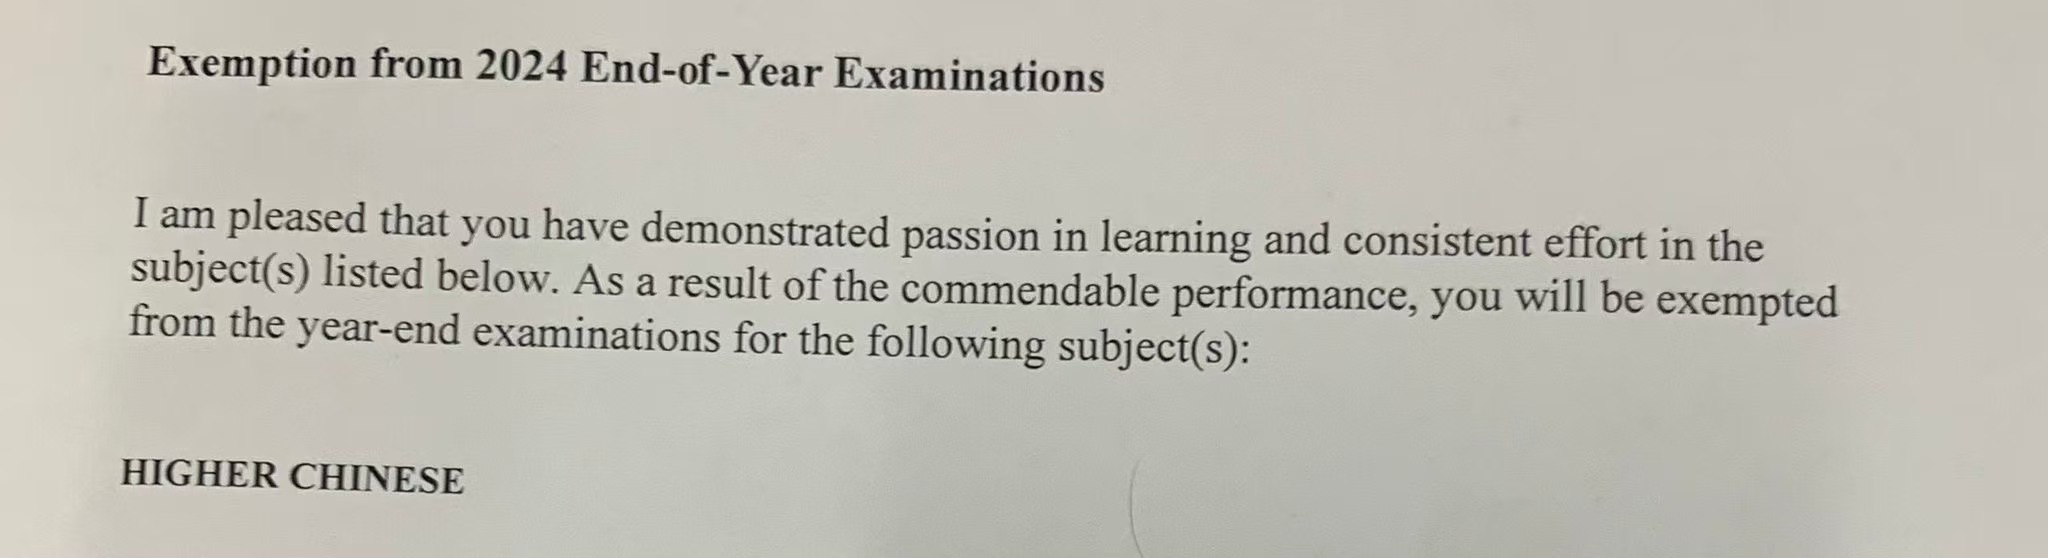 Exemption from 2024 End-of-Year Examinations
I am pleased that you have demonstrated passion in learning and consistent effort in the
subject(s) listed below. As a result of the commendable performance, you will be exempted
from the year-end examinations for the following subject(s):
HIGHER CHINESE